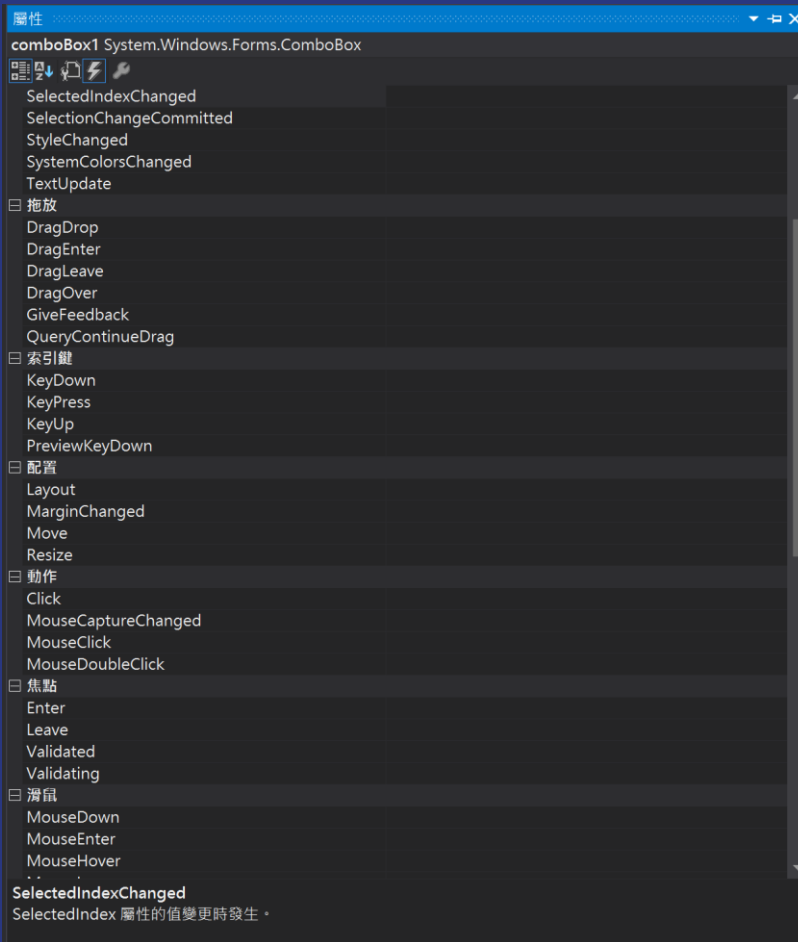 屬性
comboBox1 System.Windows.Forms.ComboBox
SelectedIndexChanged
SelectionChangeCommitted
StyleChanged
SystemColorsChanged
TextUpdate
拖放
DragDrop
DragEnter
DragLeave
DragOver
GiveFeedback
QueryContinueDrag
索引鍵
KeyDown
KeyPress
KeyUp
PreviewKeyDown
配置
Layout
MarginChanged
Move
Resize
動作
Click
MouseCaptureChanged
MouseClick
MouseDoubleClick
焦點
Enter
Leave
Validated
Validating
滑鼠
MouseDown
MouseEnter
MouseHover
SelectedIndexChanged
SelectedIndex 屬性的值變更時發生。